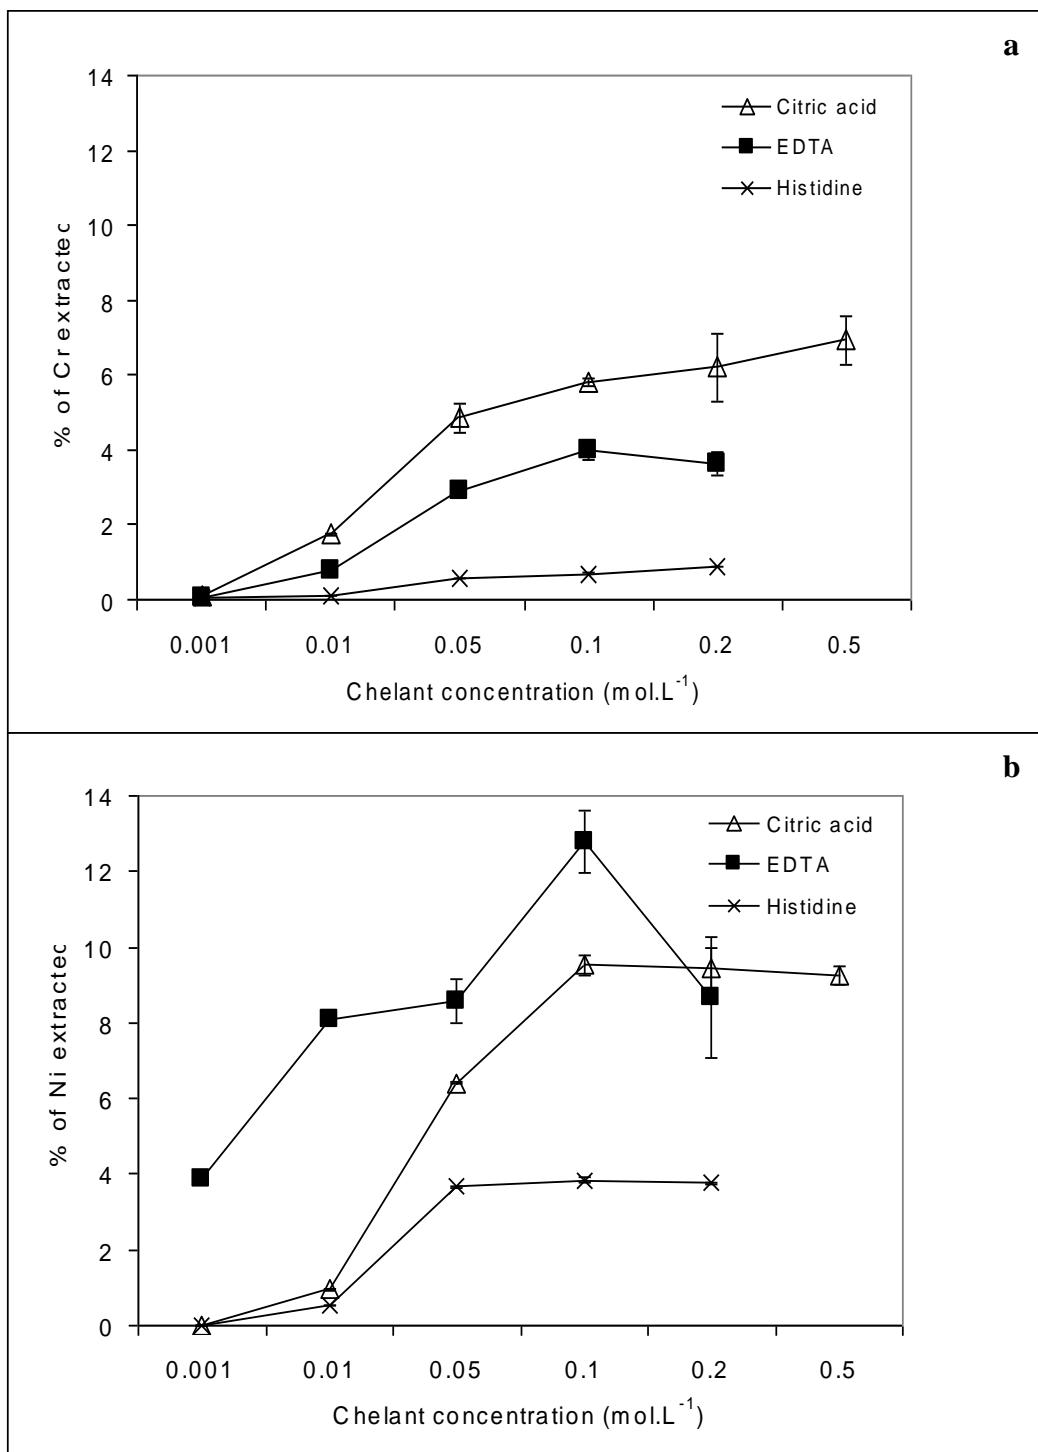 a
14
12
10
8
6
4
2
0
% of Cr extracted
Citric acid
EDTA
Histidine
0.001 0.01 0.05 0.1 0.2 0.5
Chelant concentration (mol.L⁻¹)
b
14
12
10
8
6
4
2
0
% of Ni extracted
Citric acid
EDTA
Histidine
0.001 0.01 0.05 0.1 0.2 0.5
Chelant concentration (mol.L⁻¹)